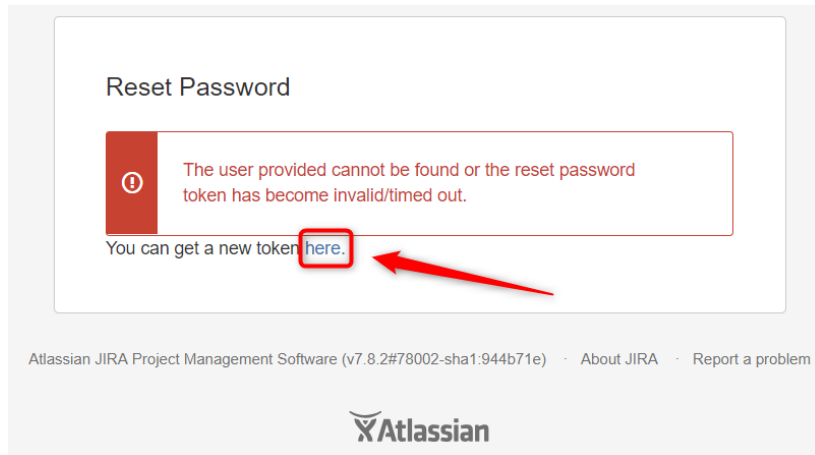 Reset Password
The user provided cannot be found or the reset password
token has become invalid/timed out.
You can get a new token here.
Atlassian JIRA Project Management Software (v7.8.2#78002-sha1:944b71e) · About JIRA · Report a problem
Atlassian